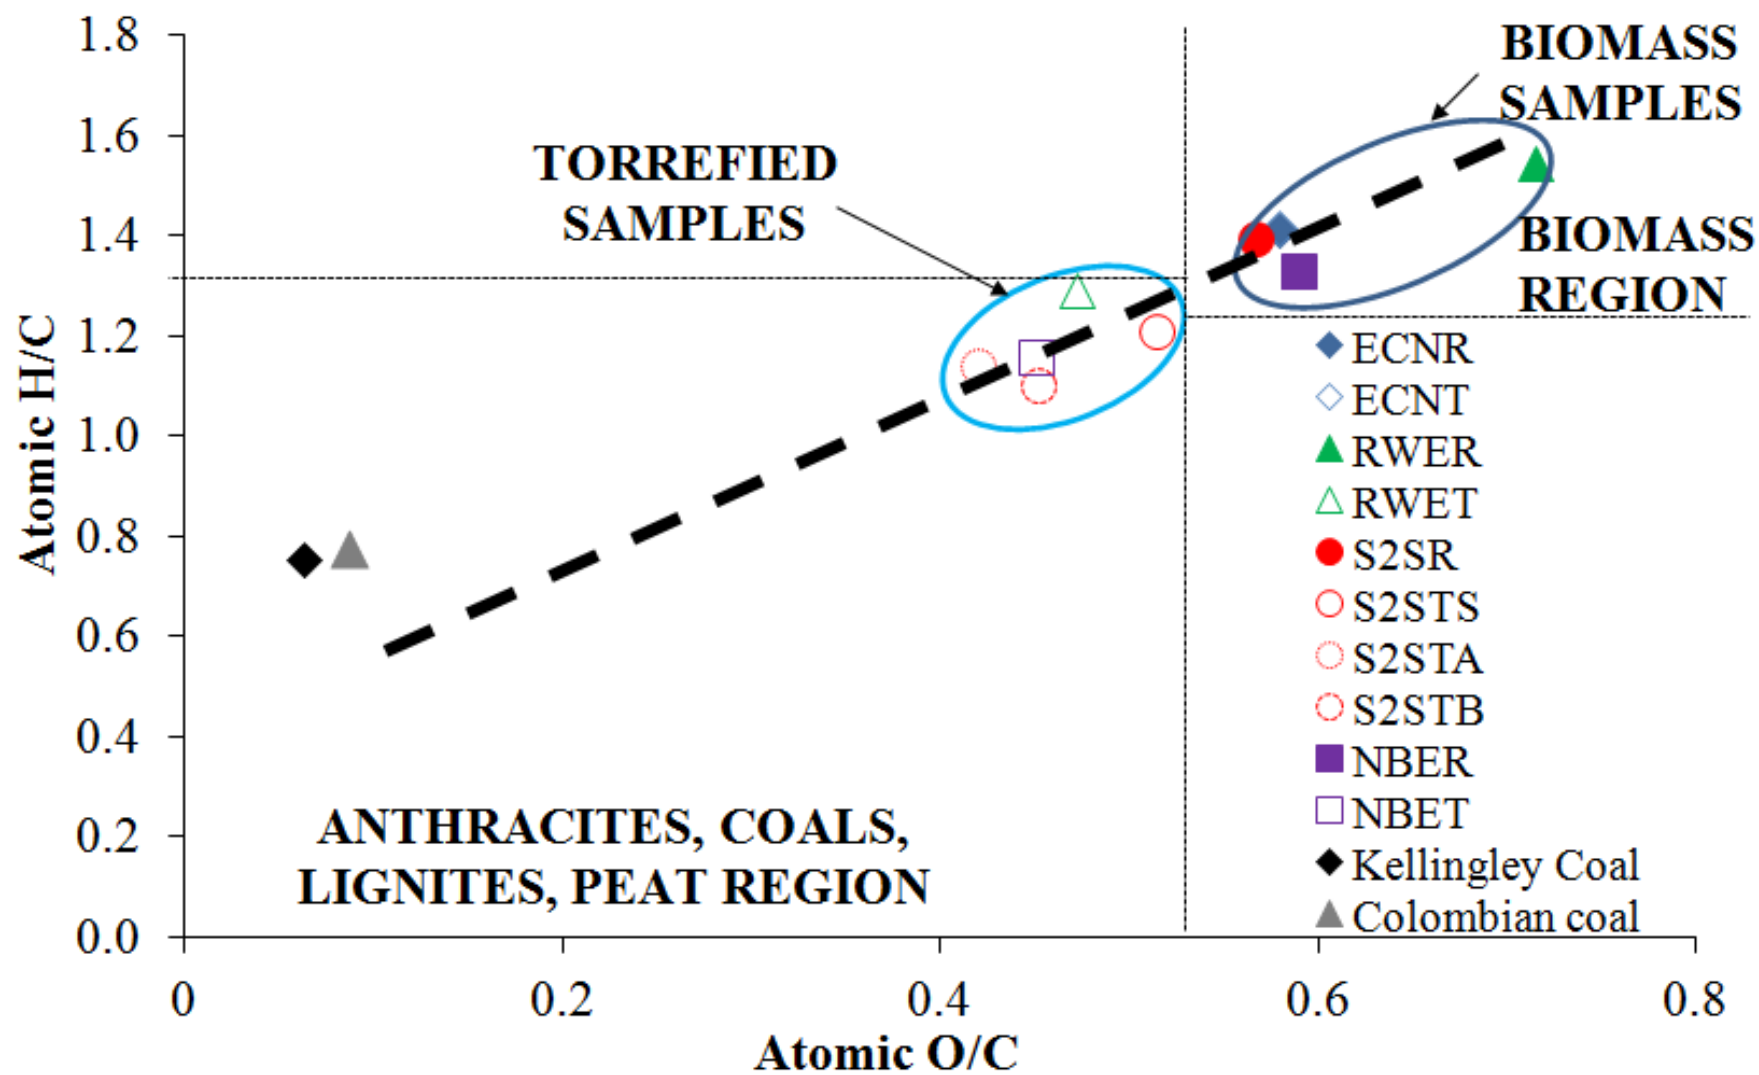 1.8
1.6
1.4
1.2
1.0
0.8
0.6
0.4
0.2
0.0
Atomic H/C
0
0.2
0.4
0.6
0.8
Atomic O/C
TORREFIED
SAMPLES
BIOMASS
SAMPLES
BIOMASS
REGION
ANTHRACITES, COALS,
LIGNITES, PEAT REGION
ECNR
ECNT
RWER
RWET
S2SR
S2STS
S2STA
S2STB
NBER
NBET
Kellingley Coal
Colombian coal